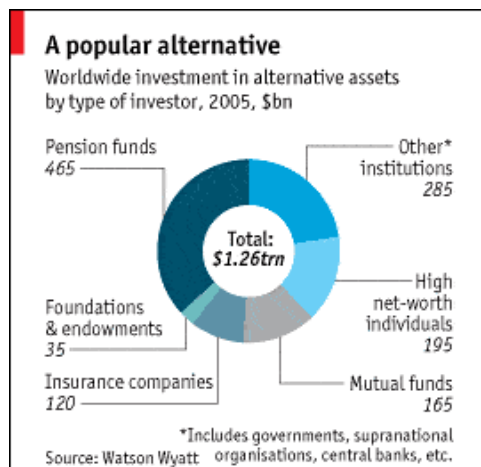 A popular alternative
Worldwide investment in alternative assets
by type of investor, 2005, $bn
Pension funds
465
Other*
institutions
285
Total:
$1.26trn
High
net-worth
individuals
195
Foundations
& endowments
35
Insurance companies
120
Mutual funds
165
*Includes governments, supranational
organisations, central banks, etc.
Source: Watson Wyatt